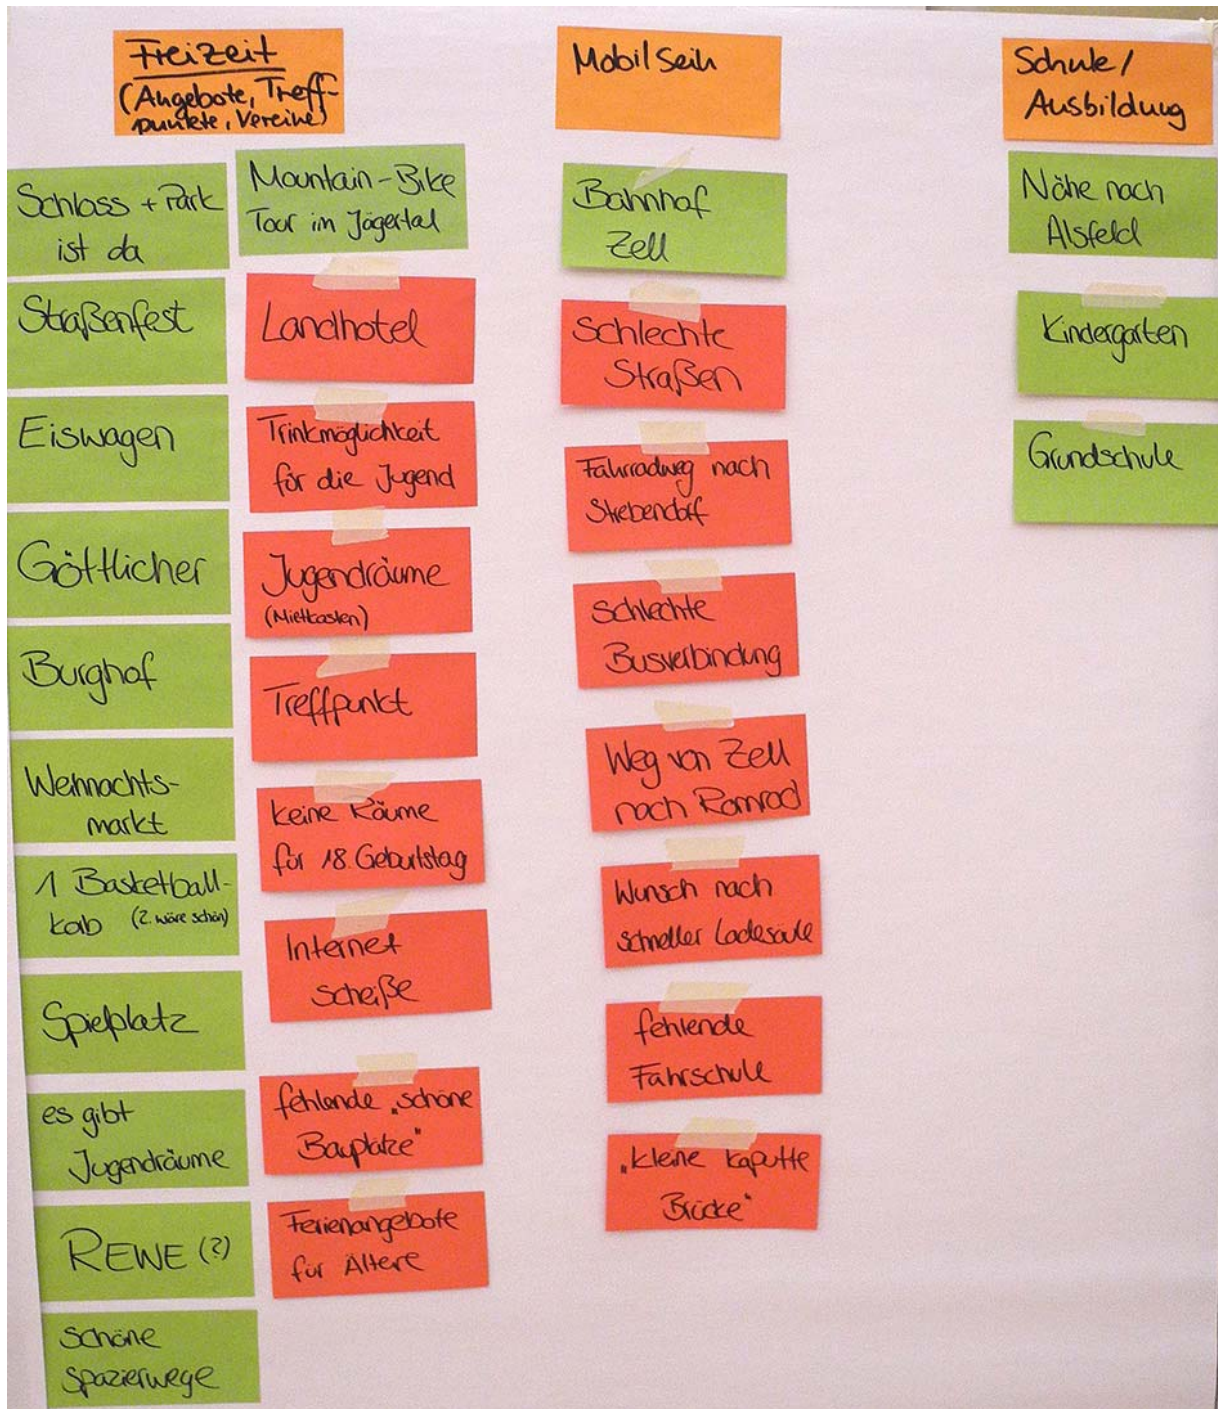 Freizeit
(Angebote, Treff-
punkte, Vereine)
Schloss + Park
ist da
Straßenfest
Eiswagen
Göttlicher
Burghof
Weihnachts-
markt
1 Basketball-
korb (2. wäre schön)
Spielplatz
es gibt
Jugendräume
REWE (?)
schöne
Spazierwege
Mountain-Bike
Tour im Jägertal
Landhotel
Trinkmöglichkeit
für die Jugend
Jugendräume
(Mietkosten)
Treffpunkt
keine Räume
für 18. Geburtstag
Internet
scheiße
fehlende „schöne
Bauplätze"
Ferienangebote
für Ältere
Mobil sein
Bahnhof
Zell
Schlechte
Straßen
Fahrradweg nach
Strebendorf
schlechte
Busverbindung
Weg von Zell
nach Romrod
Wunsch nach
schneller Ladesäule
fehlende
Fahrschule
„kleine kaputte
Brücke"
Schule/
Ausbildung
Nähe nach
Alsfeld
Kindergarten
Grundschule